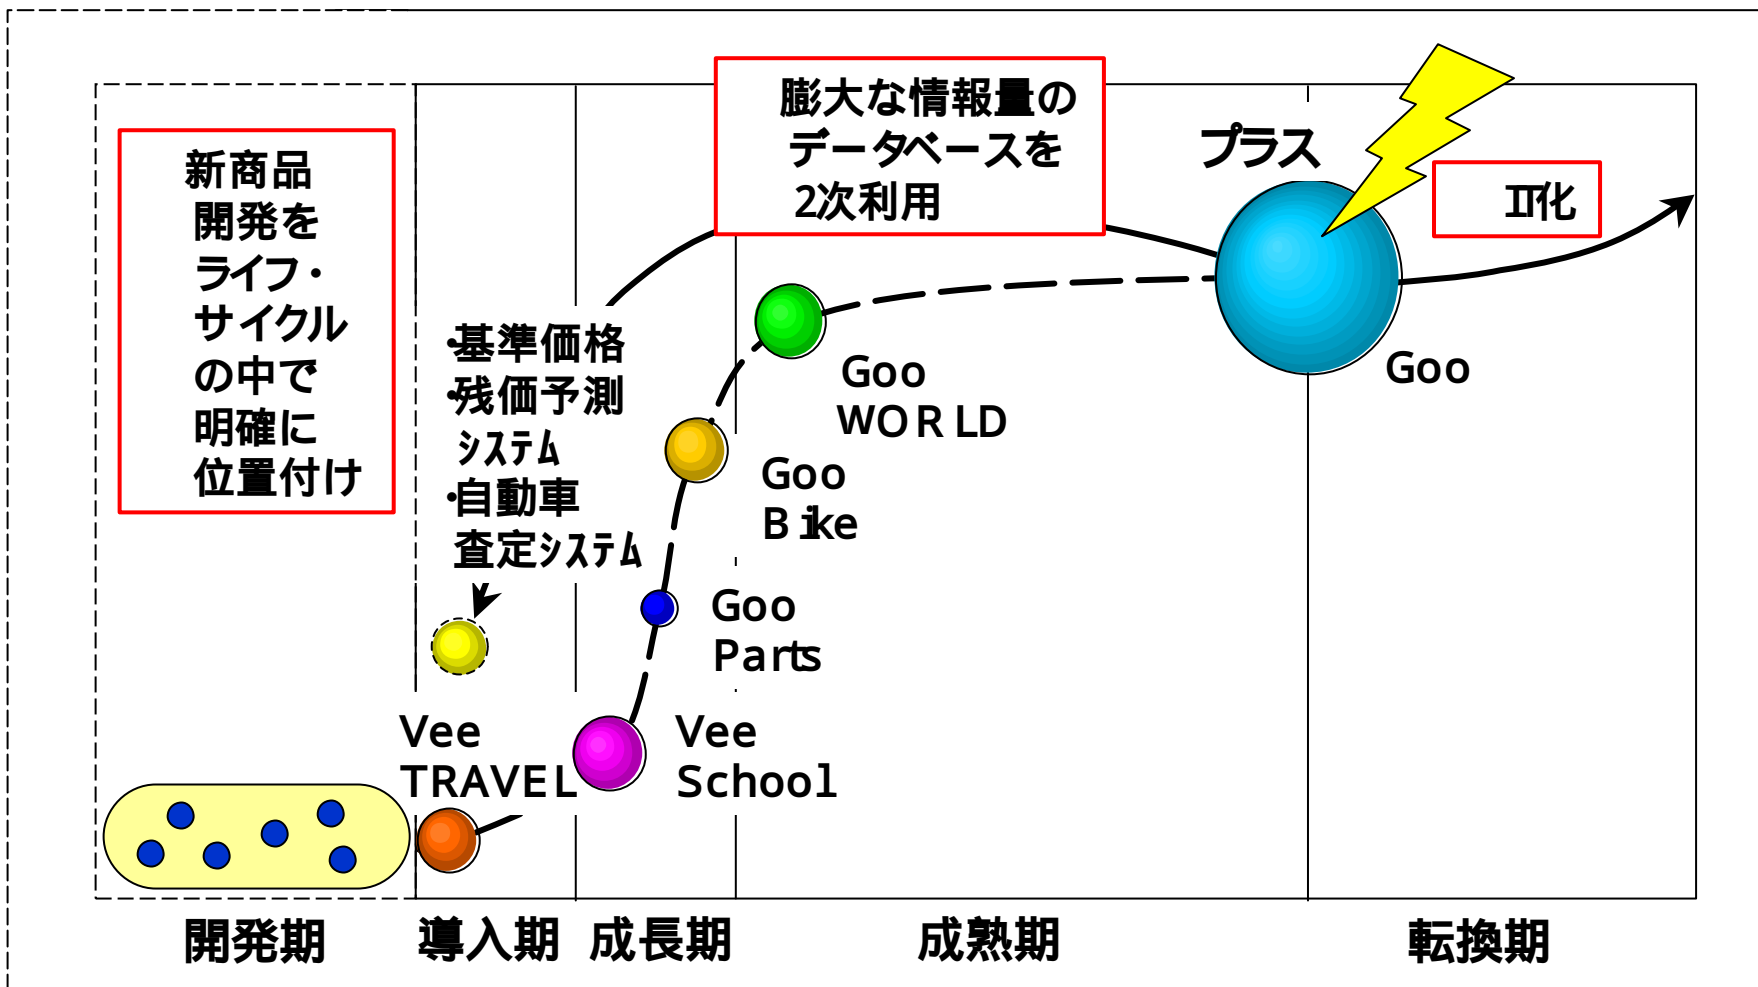 新商品
開発を
ライフ・
サイクル
の中で
明確に
位置付け
膨大な情報量の
データベースを
2次利用
プラス
IT化
・基準価格
・残価予測
システム
・自動車
査定システム
Goo
WORLD
Goo
Goo
Bike
Goo
Parts
Vee
TRAVEL
Vee
School
開発期
導入期
成長期
成熟期
転換期